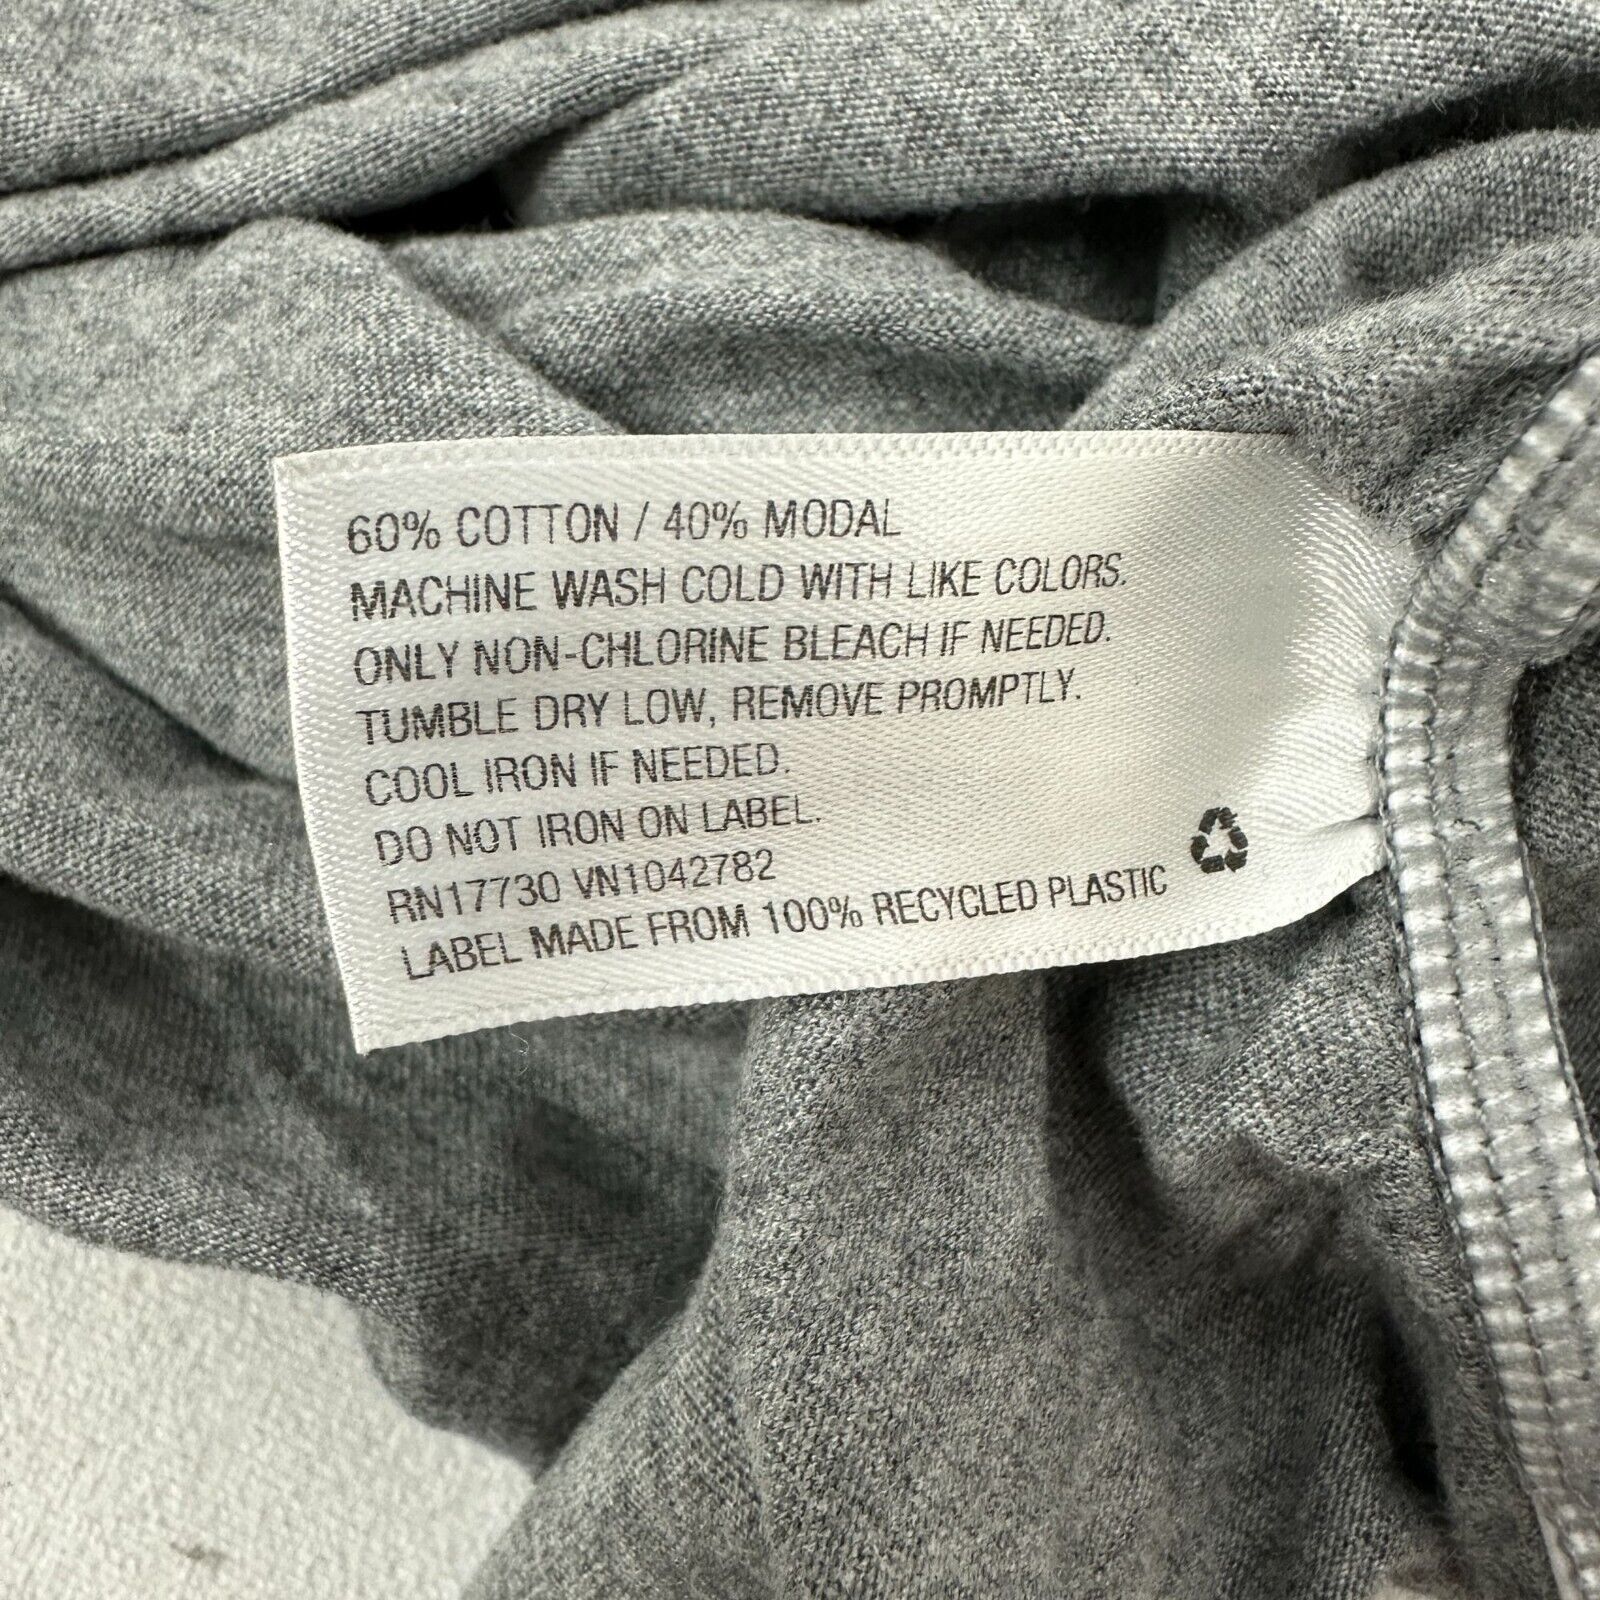 60% COTTON / 40% MODAL
MACHINE WASH COLD WITH LIKE COLORS.
ONLY NON-CHLORINE BLEACH IF NEEDED.
TUMBLE DRY LOW, REMOVE PROMPTLY.
COOL IRON IF NEEDED.
DO NOT IRON ON LABEL.
RN17730 VN1042782
LABEL MADE FROM 100% RECYCLED PLASTIC